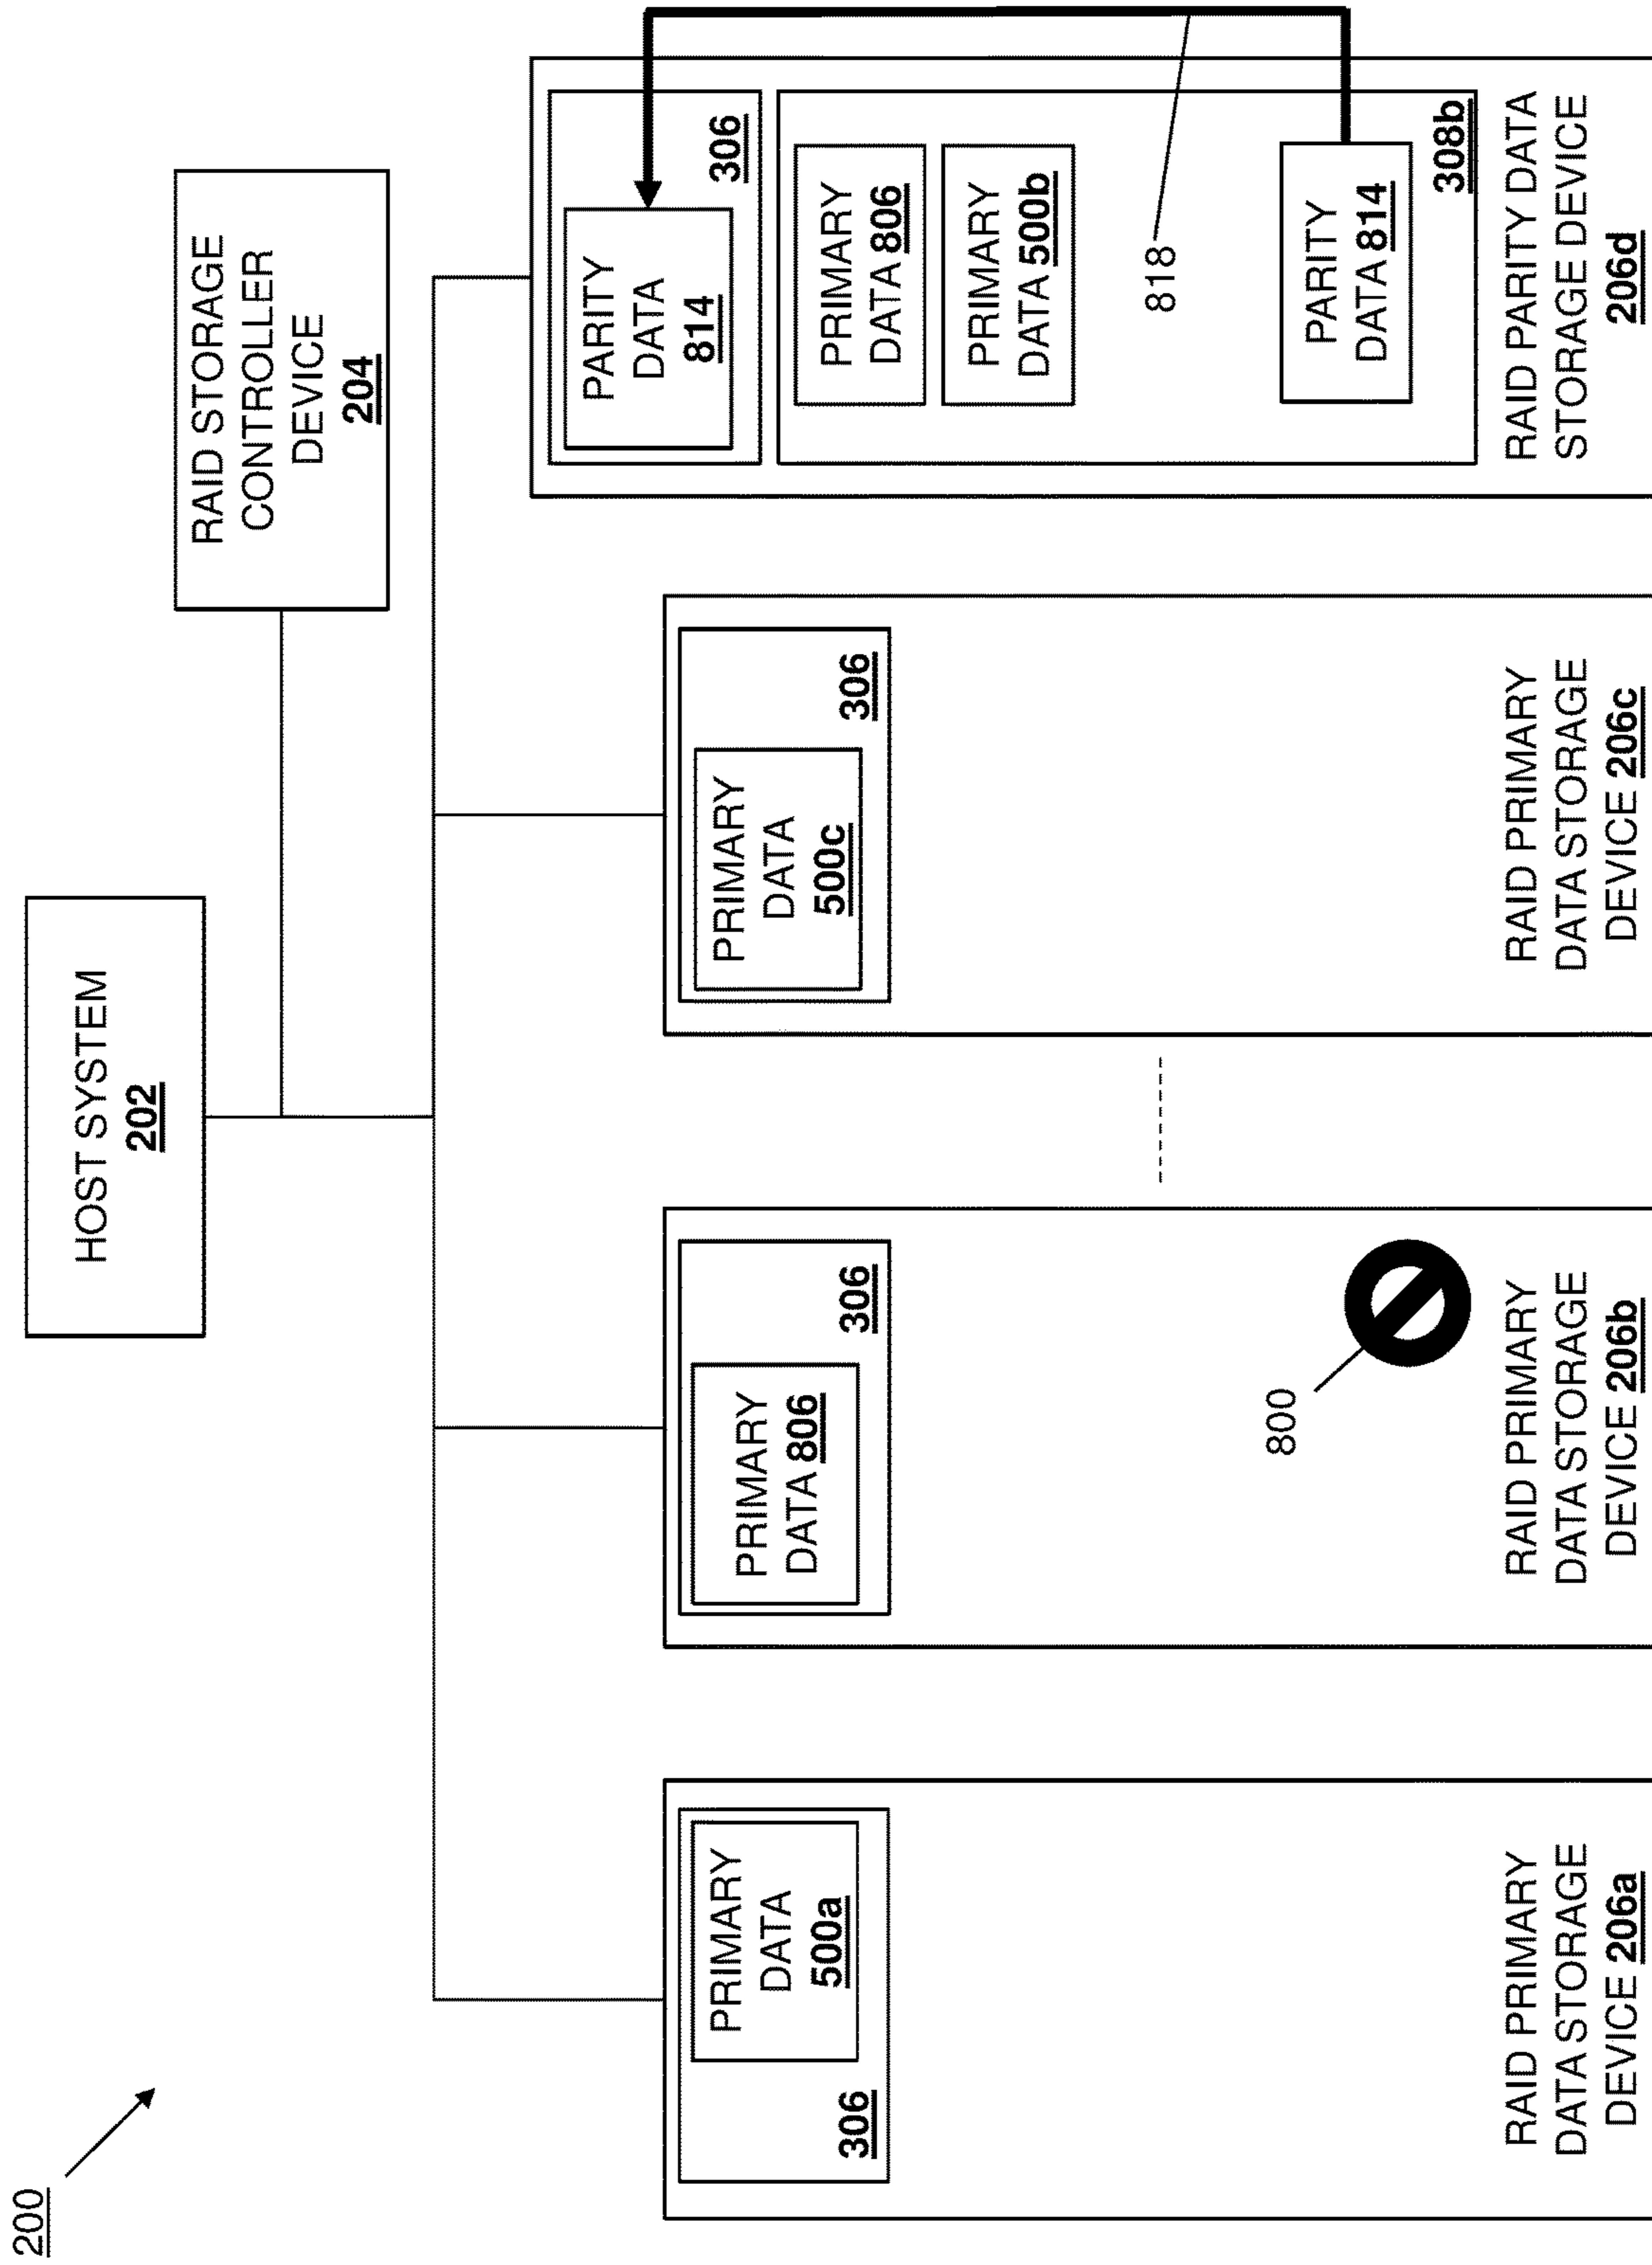 200
HOST SYSTEM
202
RAID STORAGE
CONTROLLER
DEVICE
204
306
PRIMARY
DATA
500a
RAID PRIMARY
DATA STORAGE
DEVICE 206a
PRIMARY
DATA 806
306
800
RAID PRIMARY
DATA STORAGE
DEVICE 206b
PRIMARY
DATA
500c
306
RAID PRIMARY
DATA STORAGE
DEVICE 206c
PARITY
DATA
814
306
PRIMARY
DATA 806
PRIMARY
DATA 500b
818
PARITY
DATA 814
308b
RAID PARITY DATA
STORAGE DEVICE
206d